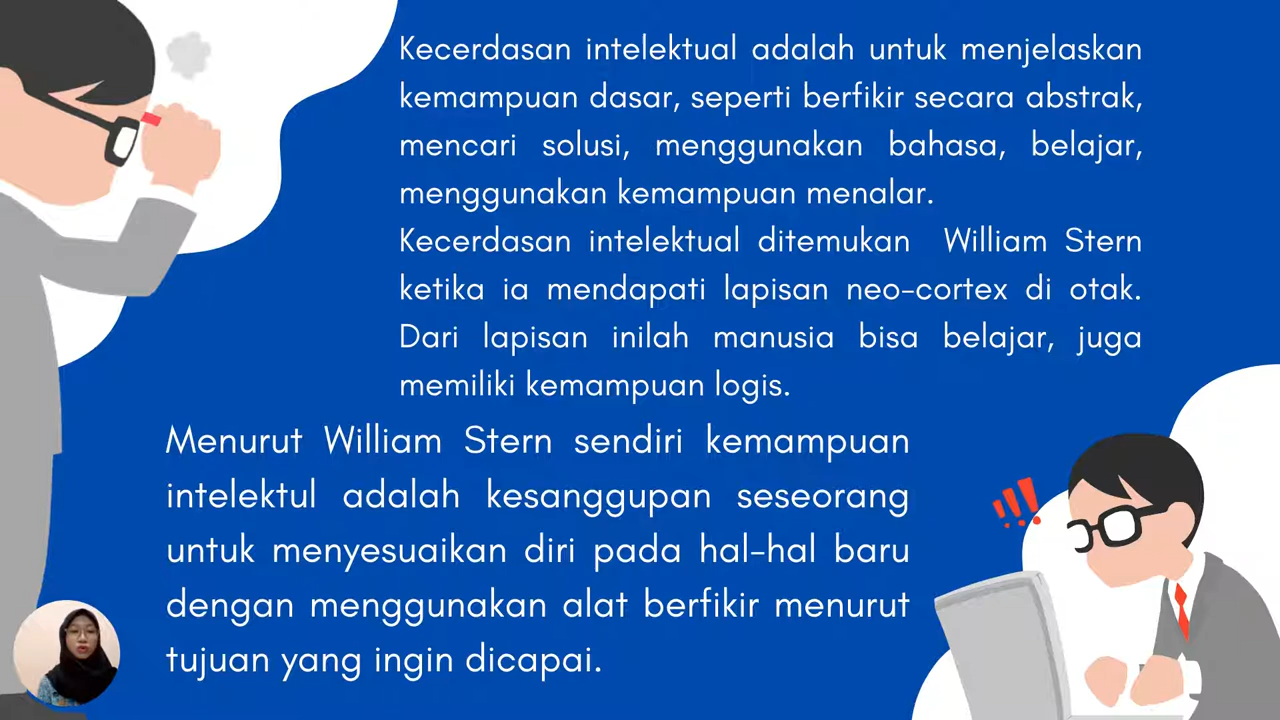 Kecerdasan intelektual adalah untuk menjelaskan
kemampuan dasar, seperti berfikir secara abstrak,
mencari solusi, menggunakan bahasa, belajar,
menggunakan kemampuan menalar.
Kecerdasan intelektual ditemukan William Stern
ketika ia mendapati lapisan neo-cortex di otak.
Dari lapisan inilah manusia bisa belajar, juga
memiliki kemampuan logis.
Menurut William Stern sendiri kemampuan
intelektul adalah kesanggupan seseorang
untuk menyesuaikan diri pada hal-hal baru
dengan menggunakan alat berfikir menurut
tujuan yang ingin dicapai.